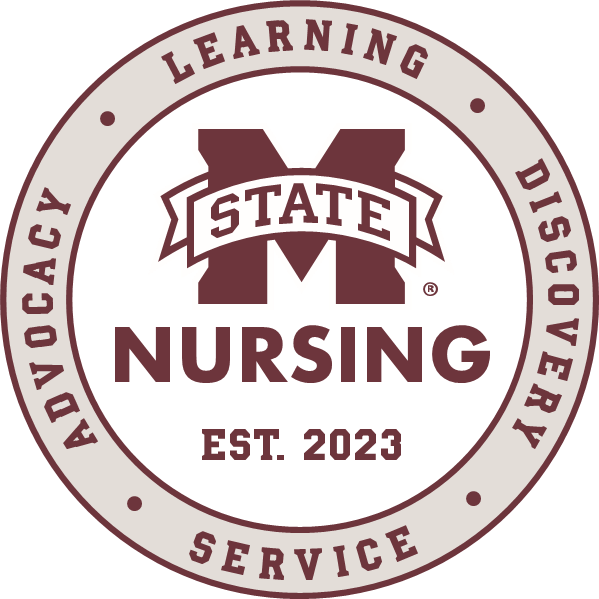 LEARNING
DISCOVERY
SERVICE
ADVOCACY
M
STATE
®
NURSING
EST. 2023